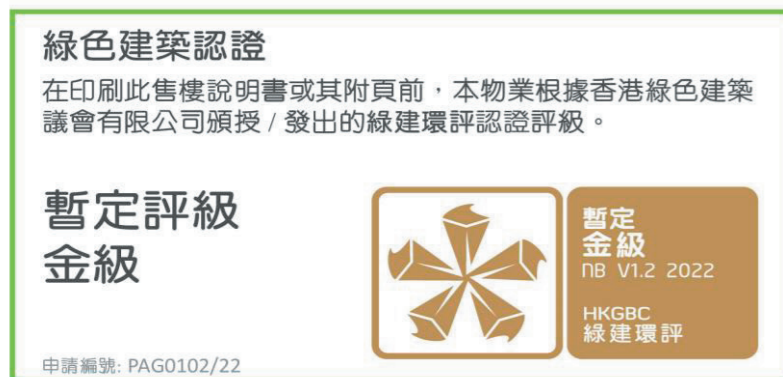 綠色建築認證
在印刷此售樓說明書或其附頁前，本物業根據香港綠色建築
議會有限公司頒授 / 發出的綠建環評認證評級。
暫定評級
金級
暫定
金級
NB V1.2 2022
HKGBC
綠建環評
申請編號: PAG0102/22